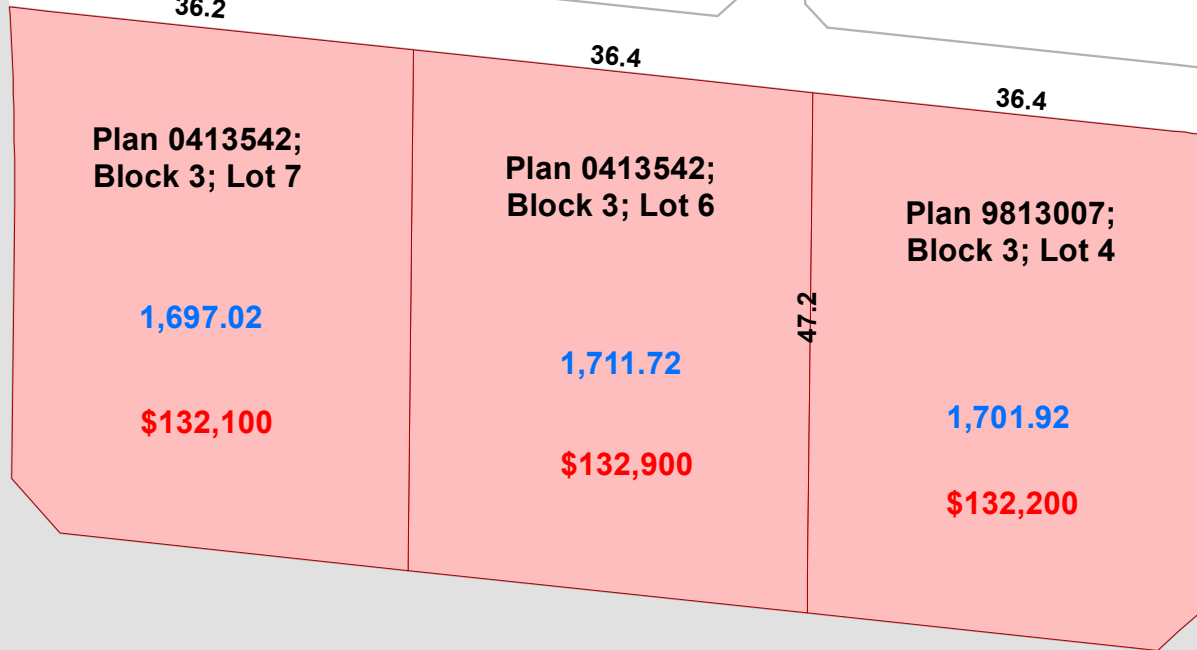 36.2
36.4
36.4
Plan 0413542;
Block 3; Lot 7
1,697.02
$132,100
Plan 0413542;
Block 3; Lot 6
1,711.72
$132,900
47.2
Plan 9813007;
Block 3; Lot 4
1,701.92
$132,200